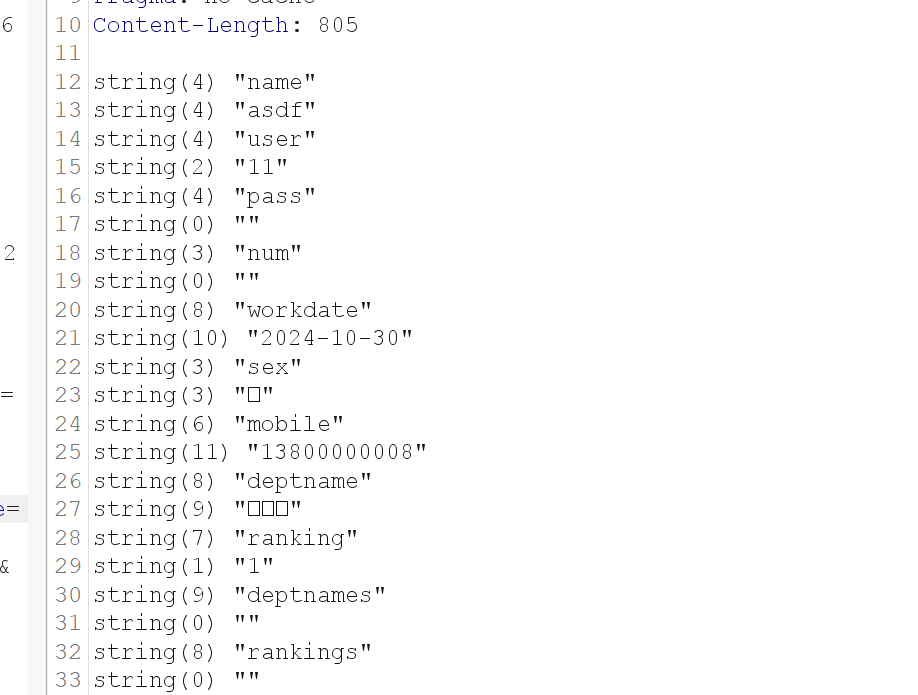 6
10 Content-Length: 805
11
12 string(4) "name"
13 string(4) "asdf"
14 string(4) "user"
15 string(2) "11"
16 string(4) "pass"
17 string(0) ""
2
18 string(3) "num"
19 string(0) ""
20 string(8) "workdate"
21 string(10) "2024-10-30"
22 string(3) "sex"
=
23 string(3) "□"
24 string(6) "mobile"
25 string(11) "13800000008"
26 string(8) "deptname"
e=
27 string(9) "□□□"
28 string(7) "ranking"
&
29 string(1) "1"
30 string(9) "deptnames"
31 string(0) ""
32 string(8) "rankings"
33 string(0) ""